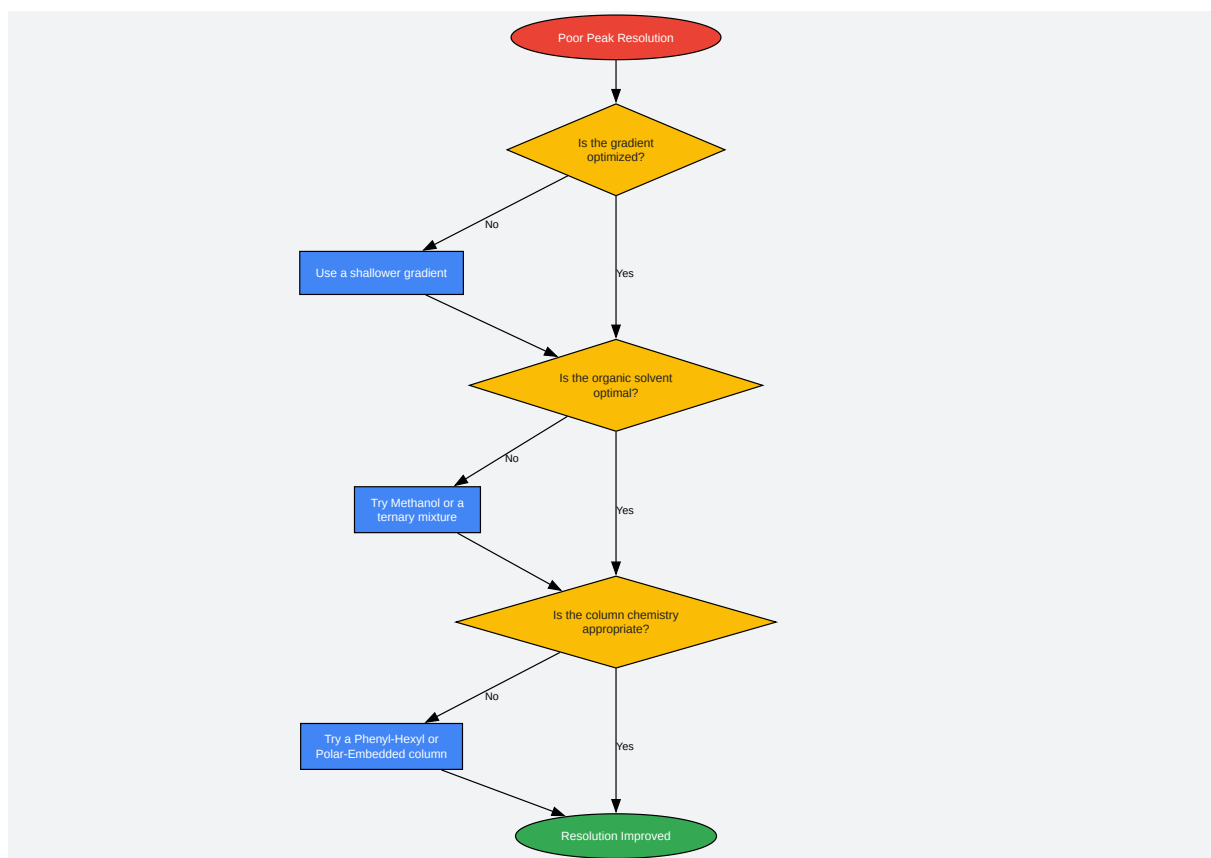 Poor Peak Resolution
Is the gradient
optimized?
No
Use a shallower gradient
Yes
Is the organic solvent
optimal?
No
Try Methanol or a
ternary mixture
Yes
Is the column chemistry
appropriate?
No
Try a Phenyl-Hexyl or
Polar-Embedded column
Yes
Resolution Improved